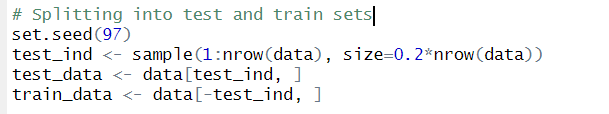 # Splitting into test and train sets
set.seed(97)
test_ind <- sample(1:nrow(data), size=0.2*nrow(data))
test_data <- data[test_ind, ]
train_data <- data[-test_ind, ]